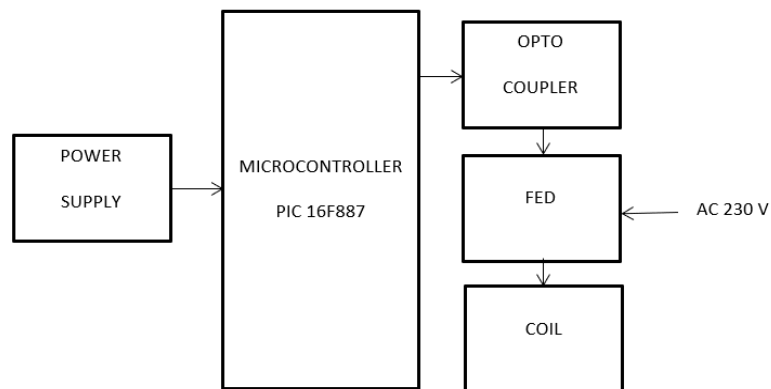 OPTO
COUPLER
POWER
SUPPLY
MICROCONTROLLER
PIC 16F887
FED
AC 230 V
COIL